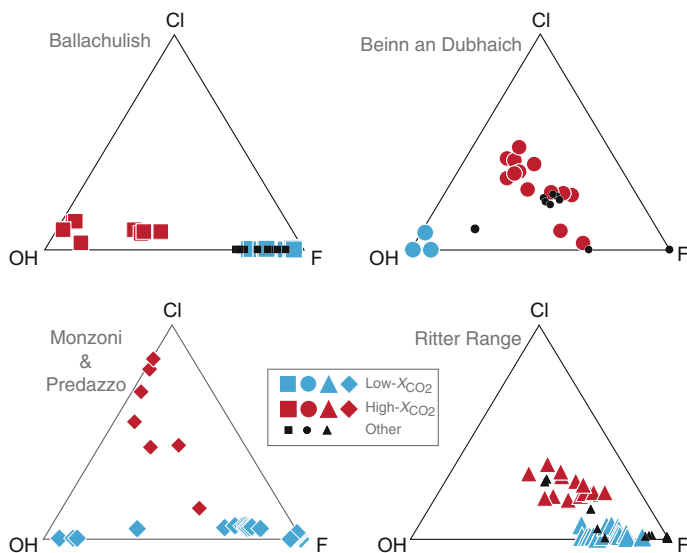 Cl
Ballachulish
OH
F
Cl
Beinn an Dubhaich
OH
F
Cl
Monzoni
&
Predazzo
OH
F
Low-XCO2
High-XCO2
Other
Cl
Ritter Range
OH
F